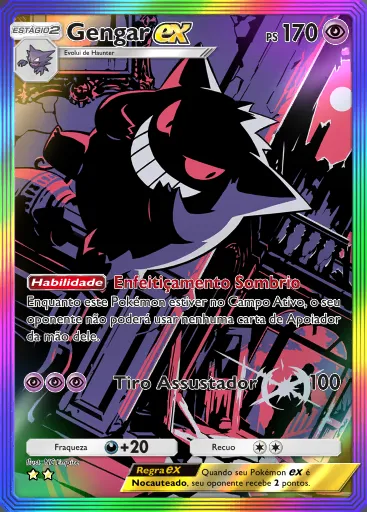 ESTÁGIO2 Gengar ex PS 170
Evolui de Haunter
Habilidade Enfeitiçamento Sombrio
Enquanto este Pokémon estiver no Campo Ativo, o seu
oponente não poderá usar nenhuma carta de Apoiador
da mão dele.
Tiro Assustador 100
Fraqueza +20 Recuo
Illus.
Regra ex Quando seu Pokémon ex é
Nocauteado, seu oponente recebe 2 pontos.